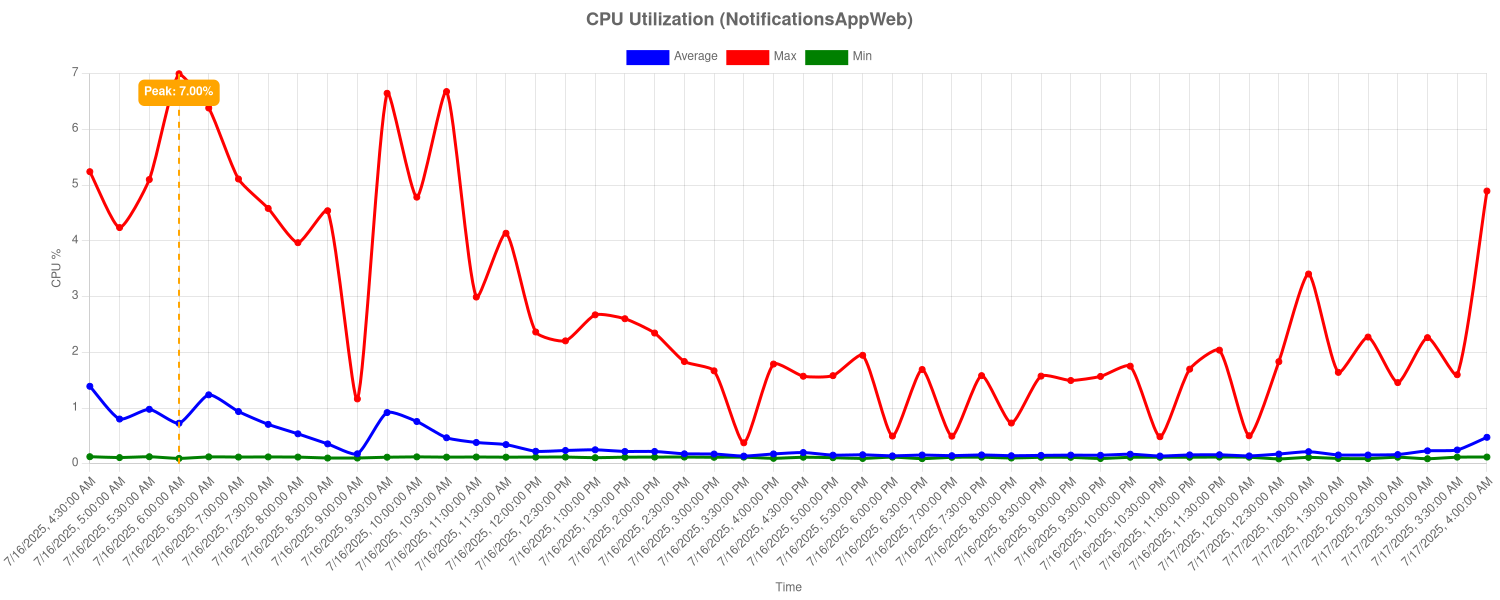 CPU Utilization (NotificationsAppWeb)
Average Max Min
7
Peak: 7.00%
6
5
4
3
2
1
0
CPU %
7/16/2025, 4:30:00 AM
7/16/2025, 5:00:00 AM
7/16/2025, 5:30:00 AM
7/16/2025, 6:00:00 AM
7/16/2025, 6:30:00 AM
7/16/2025, 7:00:00 AM
7/16/2025, 7:30:00 AM
7/16/2025, 8:00:00 AM
7/16/2025, 8:30:00 AM
7/16/2025, 9:00:00 AM
7/16/2025, 9:30:00 AM
7/16/2025, 10:00:00 AM
7/16/2025, 10:30:00 AM
7/16/2025, 11:00:00 AM
7/16/2025, 11:30:00 AM
7/16/2025, 12:00:00 PM
7/16/2025, 12:30:00 PM
7/16/2025, 1:00:00 PM
7/16/2025, 1:30:00 PM
7/16/2025, 2:00:00 PM
7/16/2025, 2:30:00 PM
7/16/2025, 3:00:00 PM
7/16/2025, 3:30:00 PM
7/16/2025, 4:00:00 PM
7/16/2025, 4:30:00 PM
7/16/2025, 5:00:00 PM
7/16/2025, 5:30:00 PM
7/16/2025, 6:00:00 PM
7/16/2025, 6:30:00 PM
7/16/2025, 7:00:00 PM
7/16/2025, 7:30:00 PM
7/16/2025, 8:00:00 PM
7/16/2025, 8:30:00 PM
7/16/2025, 9:00:00 PM
7/16/2025, 9:30:00 PM
7/16/2025, 10:00:00 PM
7/16/2025, 10:30:00 PM
7/16/2025, 11:00:00 PM
7/16/2025, 11:30:00 PM
7/17/2025, 12:00:00 AM
7/17/2025, 12:30:00 AM
7/17/2025, 1:00:00 AM
7/17/2025, 1:30:00 AM
7/17/2025, 2:00:00 AM
7/17/2025, 2:30:00 AM
7/17/2025, 3:00:00 AM
7/17/2025, 3:30:00 AM
7/17/2025, 4:00:00 AM
Time